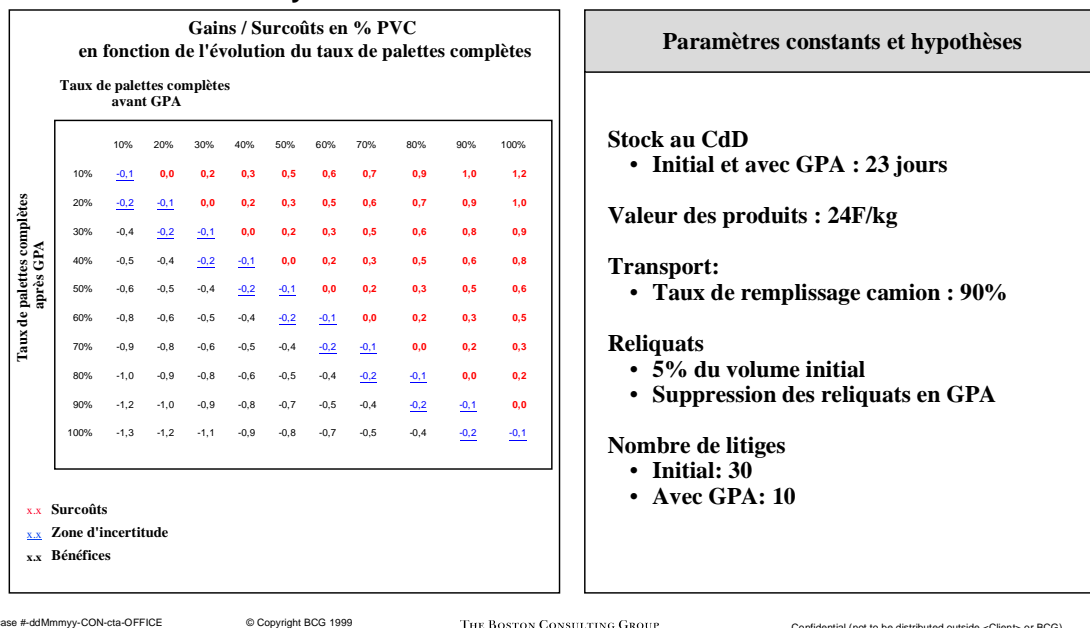 Gains / Surcoûts en % PVC
en fonction de l'évolution du taux de palettes complètes
Taux de palettes complètes
avant GPA
Taux de palettes complètes
après GPA
10% 20% 30% 40% 50% 60% 70% 80% 90% 100%
10% -0,1 0,0 0,2 0,3 0,5 0,6 0,7 0,9 1,0 1,2
20% -0,2 -0,1 0,0 0,2 0,3 0,5 0,6 0,7 0,9 1,0
30% -0,4 -0,2 -0,1 0,0 0,2 0,3 0,5 0,6 0,8 0,9
40% -0,5 -0,4 -0,2 -0,1 0,0 0,2 0,3 0,5 0,6 0,8
50% -0,6 -0,5 -0,4 -0,2 -0,1 0,0 0,2 0,3 0,5 0,6
60% -0,8 -0,6 -0,5 -0,4 -0,2 -0,1 0,0 0,2 0,3 0,5
70% -0,9 -0,8 -0,6 -0,5 -0,4 -0,2 -0,1 0,0 0,2 0,3
80% -1,0 -0,9 -0,8 -0,6 -0,5 -0,4 -0,2 -0,1 0,0 0,2
90% -1,2 -1,0 -0,9 -0,8 -0,7 -0,5 -0,4 -0,2 -0,1 0,0
100% -1,3 -1,2 -1,1 -0,9 -0,8 -0,7 -0,5 -0,4 -0,2 -0,1
x.x Surcoûts
x.x Zone d'incertitude
x.x Bénéfices
Paramètres constants et hypothèses
Stock au CdD
• Initial et avec GPA : 23 jours
Valeur des produits : 24F/kg
Transport:
• Taux de remplissage camion : 90%
Reliquats
• 5% du volume initial
• Suppression des reliquats en GPA
Nombre de litiges
• Initial: 30
• Avec GPA: 10
ase #-ddMmmyy-CON-cta-OFFICE
© Copyright BCG 1999
THE BOSTON CONSULTING GROUP
Confidential (not to be distributed outside <Client> or BCG)